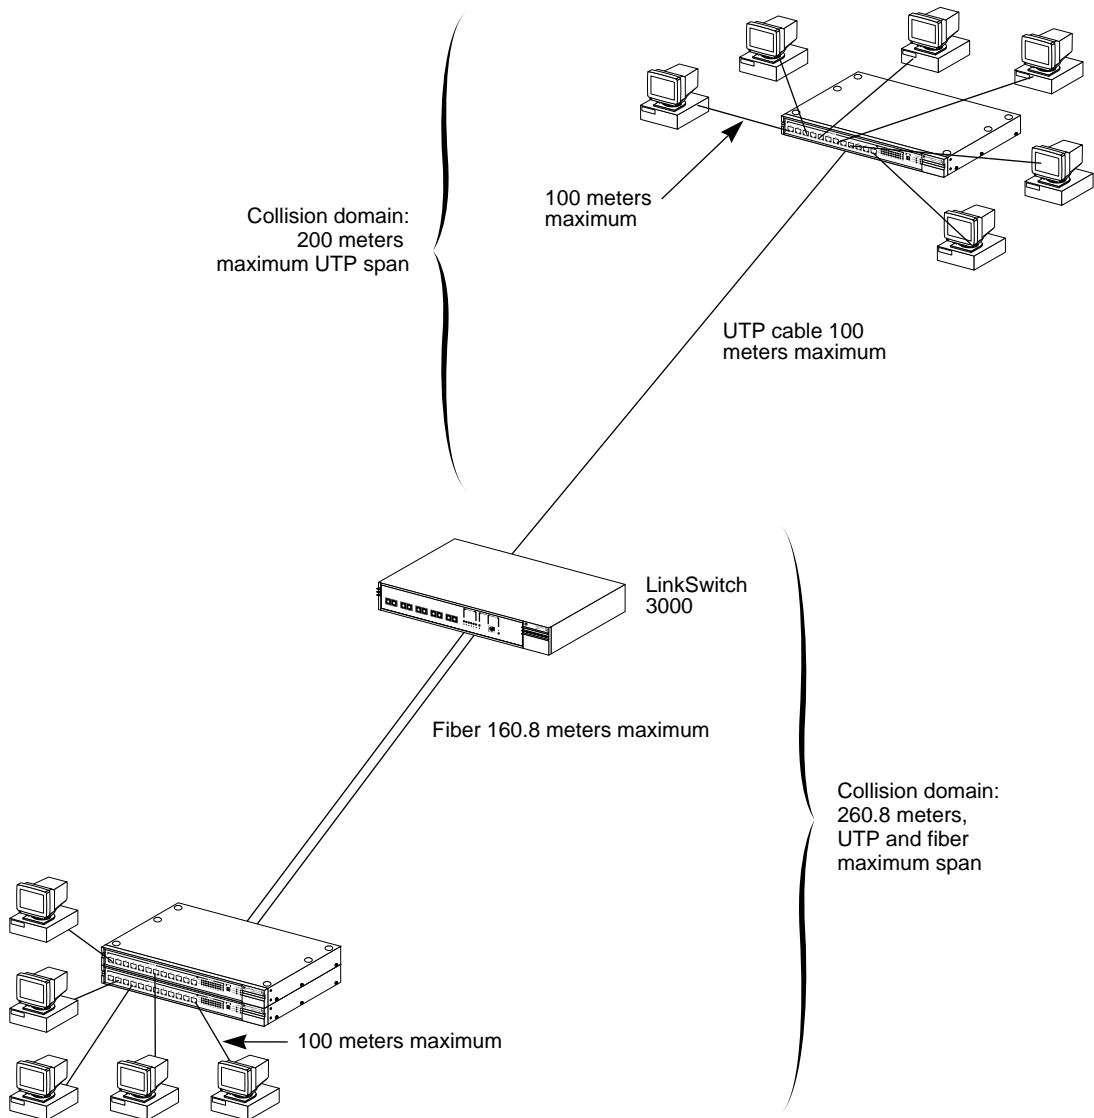 100 meters
maximum
Collision domain:
200 meters
maximum UTP span
UTP cable 100
meters maximum
LinkSwitch
3000
Fiber 160.8 meters maximum
Collision domain:
260.8 meters,
UTP and fiber
maximum span
100 meters maximum